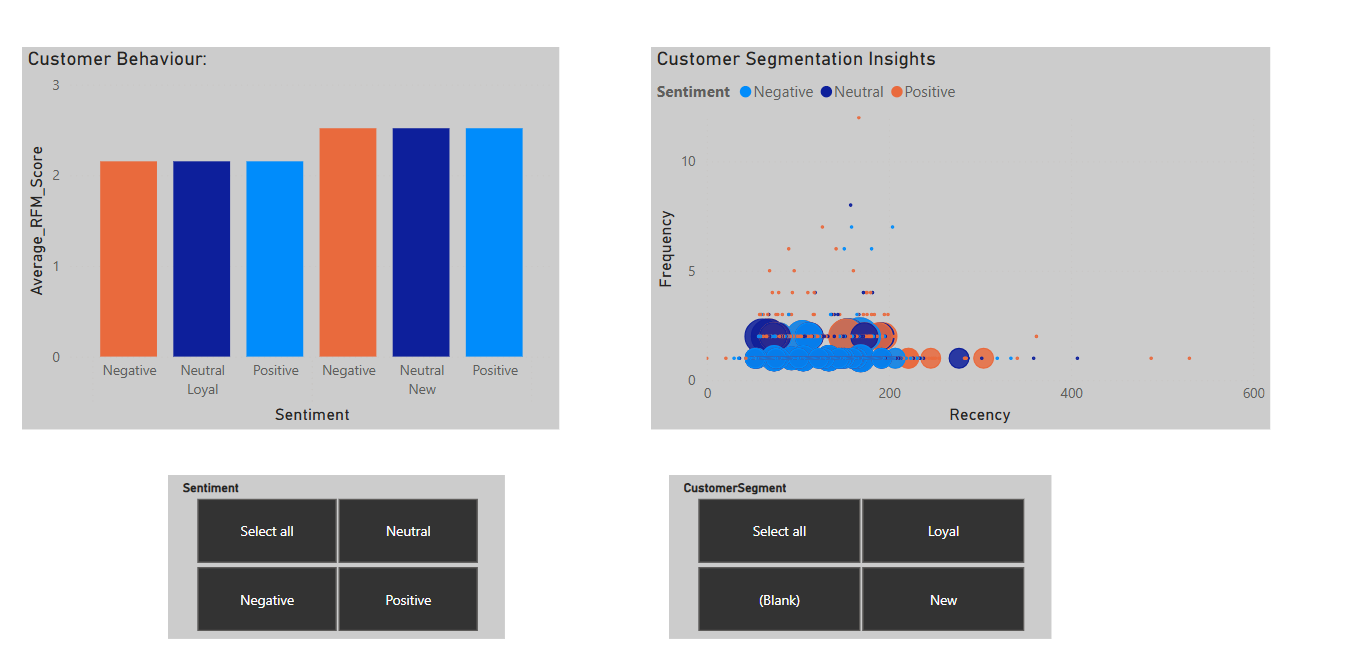 Customer Behaviour:
3
2
1
0
Average_RFM_Score
Negative Neutral Positive Negative Neutral Positive
Loyal New
Sentiment
Customer Segmentation Insights
Sentiment Negative Neutral Positive
10
5
0
Frequency
0 200 400 600
Recency
Sentiment
Select all Neutral
Negative Positive
CustomerSegment
Select all Loyal
(Blank) New